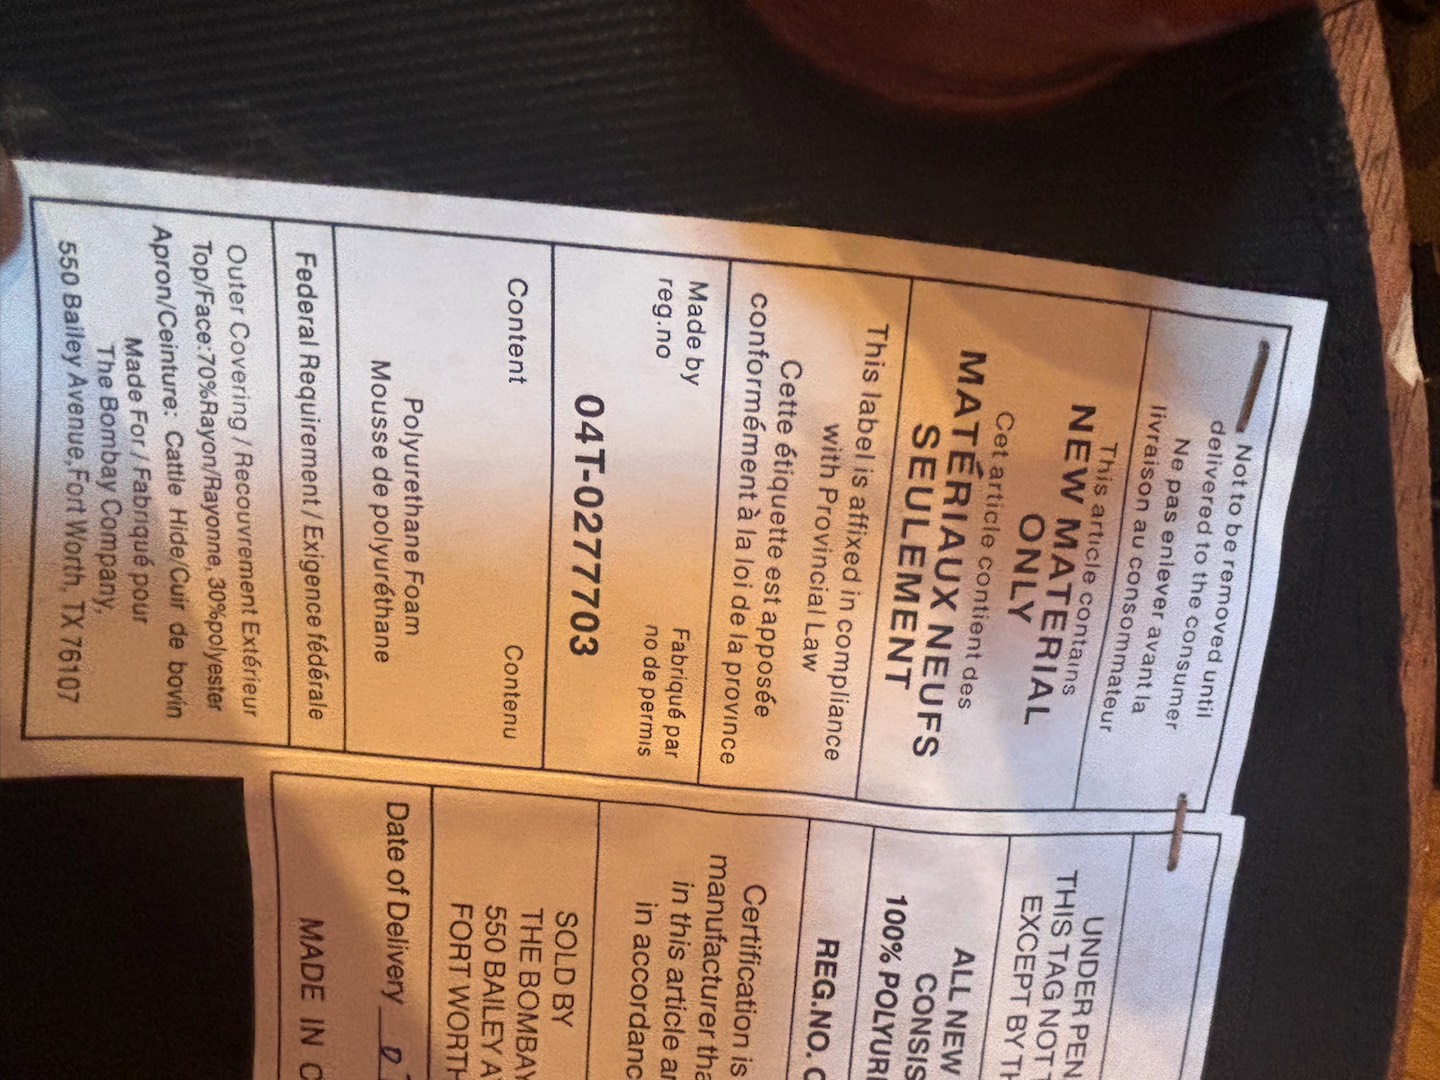 Not to be removed until
delivered to the consumer
Ne pas enlever avant la
livraison au consommateur
This article contains
NEW MATERIAL
ONLY
Cet article contient des
MATÉRIAUX NEUFS
SEULEMENT
This label is affixed in compliance
with Provincial Law
Cette étiquette est apposée
conformément à la loi de la province
Made by
reg.no
Fabriqué par
no de permis
04T-0277703
Content
Contenu
Polyurethane Foam
Mousse de polyuréthane
Federal Requirement / Exigence fédérale
Outer Covering / Recouvrement Extérieur
Top/Face:70%Rayon/Rayonne, 30%polyester
Apron/Ceinture: Cattle Hide/Cuir de bovin
Made For / Fabriqué pour
The Bombay Company,
550 Bailey Avenue,Fort Worth, TX 76107
UNDER PEN
THIS TAG NOT
EXCEPT BY
ALL NEW
CONSIS
100% POLYUR
REG.NO.
Certification is
manufacturer tha
in this article
in accordanc
SOLD BY
THE BOMBAY
550 BAILEY A
FORT WORTH
Date of Delivery
MADE IN